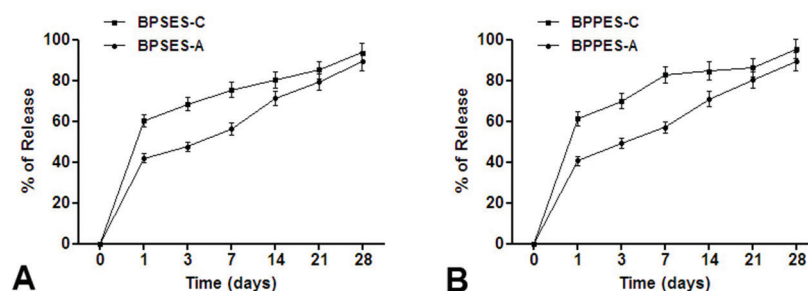 BPSES-C
BPSES-A
100
80
60
40
20
0
% of Release
0 1 3 7 14 21 28
Time (days)
A
BPPES-C
BPPES-A
100
80
60
40
20
0
% of Release
0 1 3 7 14 21 28
Time (days)
B